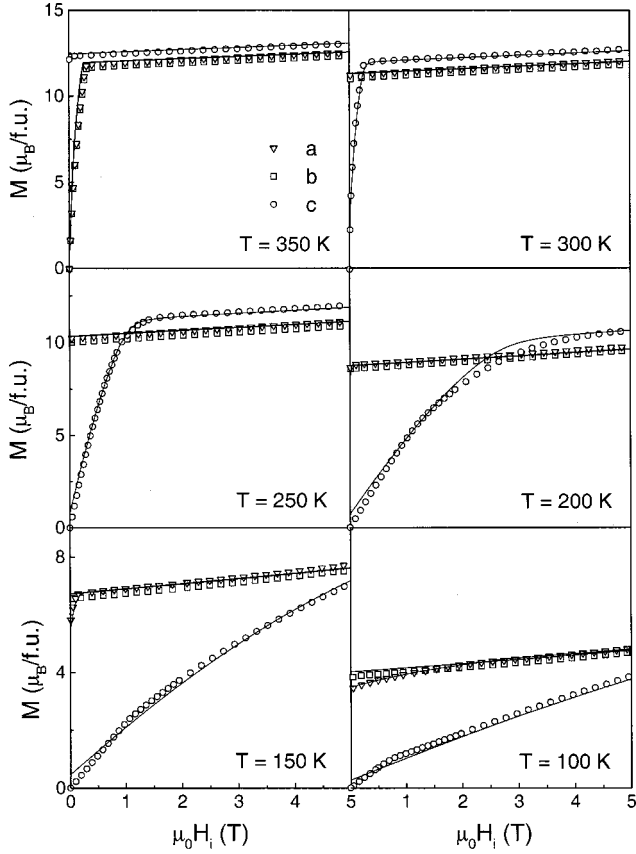 M (μB/f.u.)
15
10
5
0
a
b
c
T = 350 K
T = 300 K
M (μB/f.u.)
10
5
0
T = 250 K
T = 200 K
M (μB/f.u.)
8
4
0
T = 150 K
T = 100 K
0 1 2 3 4 5 1 2 3 4 5
μ0Hi (T)
μ0Hi (T)